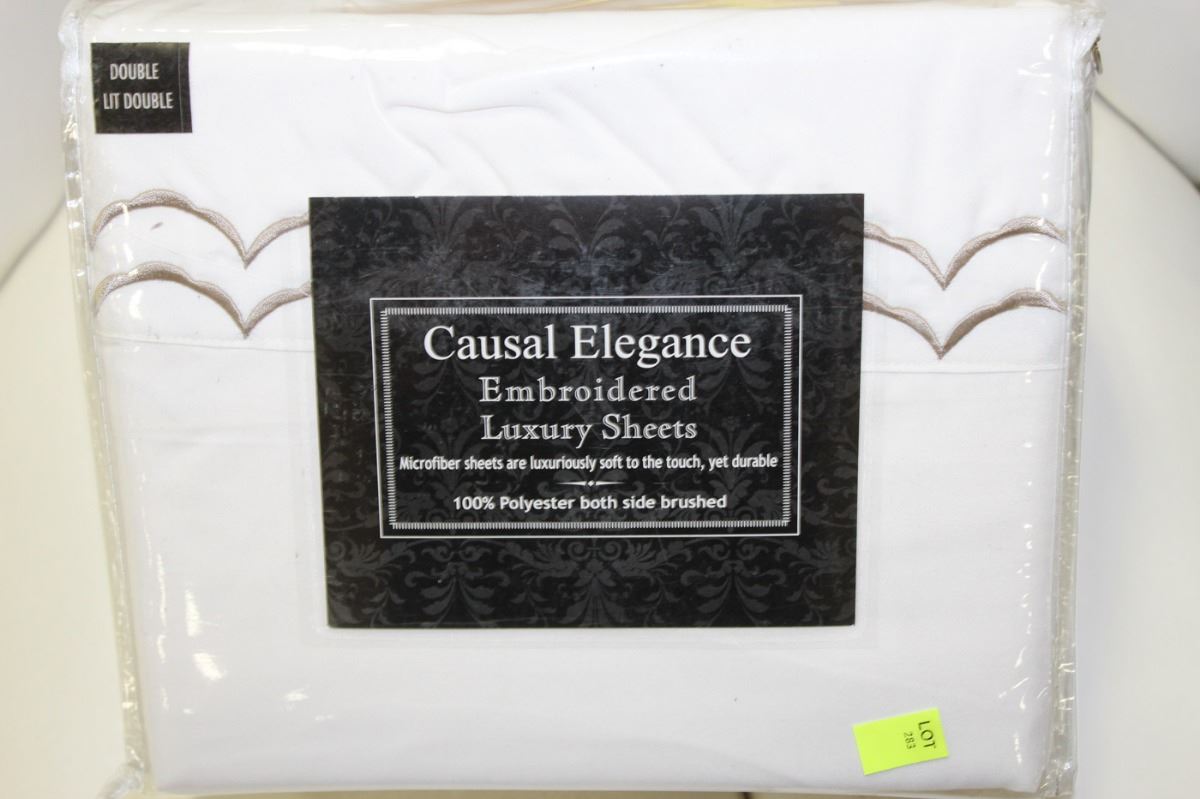 DOUBLE
LIT DOUBLE
Causal Elegance
Embroidered
Luxury Sheets
Microfiber sheets are luxuriously soft to the touch, yet durable
100% Polyester both side brushed
LOT
283